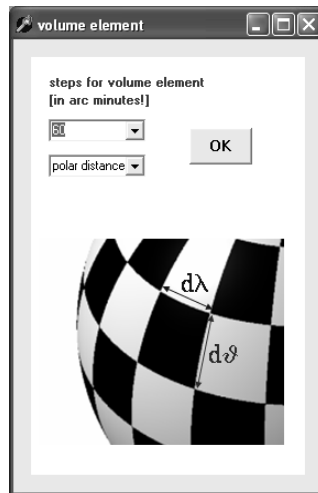 volume element
steps for volume element
[in arc minutes!]
60
OK
polar distance
dλ
dϑ